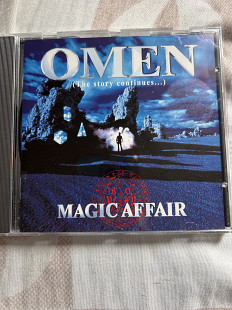 OMEN
(The story continues...)
MAGIC AFFAIR